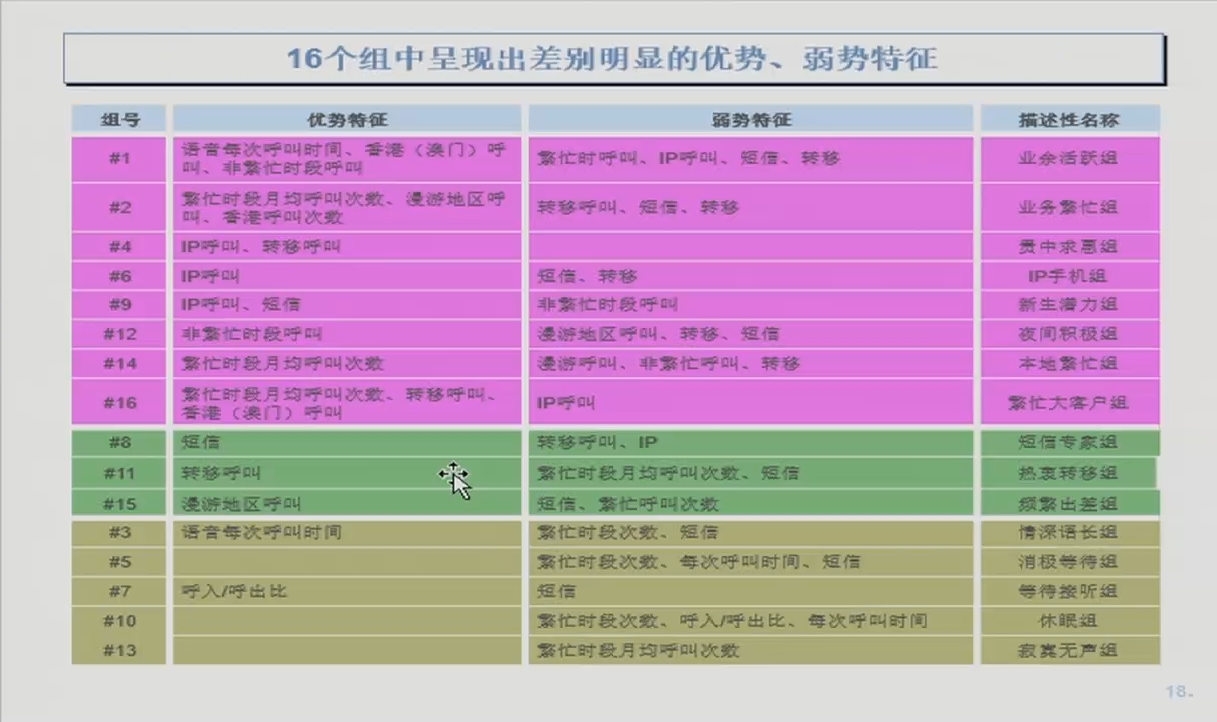 16个组中呈现出差别明显的优势、弱势特征
组号 优势特征 弱势特征 描述性名称
#1 语音每次呼叫时间、香港（澳门）呼叫、非繁忙时段呼叫 繁忙时呼叫、IP呼叫、短信、转移 业余活跃组
#2 繁忙时段月均呼叫次数、漫游地区呼叫、香港呼叫次数 转移呼叫、短信、转移 业务繁忙组
#4 IP呼叫、转移呼叫 贵中求惠组
#6 IP呼叫 短信、转移 IP手机组
#9 IP呼叫、短信 非繁忙时段呼叫 新生潜力组
#12 非繁忙时段呼叫 漫游地区呼叫、转移、短信 夜间积极组
#14 繁忙时段月均呼叫次数 漫游呼叫、非繁忙呼叫、转移 本地繁忙组
#16 繁忙时段月均呼叫次数、转移呼叫、香港（澳门）呼叫 IP呼叫 繁忙大客户组
#8 短信 转移呼叫、IP 短信专家组
#11 转移呼叫 繁忙时段月均呼叫次数、短信 热衷转移组
#15 漫游地区呼叫 短信、繁忙呼叫次数 频繁出差组
#3 语音每次呼叫时间 繁忙时段次数、短信 情深语长组
#5 繁忙时段次数、每次呼叫时间、短信 消极等待组
#7 呼入/呼出比 短信 等待接听组
#10 繁忙时段次数、呼入/呼出比、每次呼叫时间 休眠组
#13 繁忙时段月均呼叫次数 寂寞无声组
18.